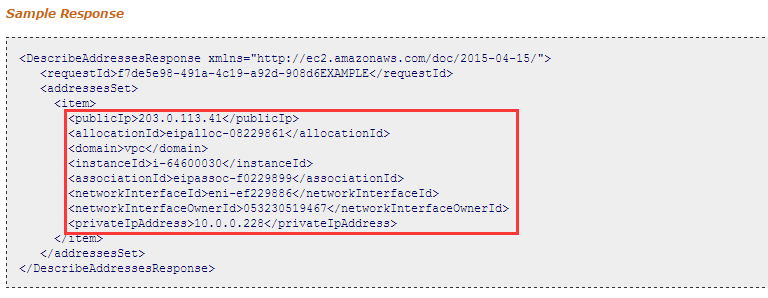 Sample Response
<DescribeAddressesResponse xmlns="http://ec2.amazonaws.com/doc/2015-04-15/">
<requestId>f7de5e98-491a-4c19-a92d-908d6EXAMPLE</requestId>
<addressesSet>
<item>
<publicIp>203.0.113.41</publicIp>
<allocationId>eipalloc-08229861</allocationId>
<domain>vpc</domain>
<instanceId>i-64600030</instanceId>
<associationId>eipassoc-f0229899</associationId>
<networkInterfaceId>eni-ef229886</networkInterfaceId>
<networkInterfaceOwnerId>053230519467</networkInterfaceOwnerId>
<privateIpAddress>10.0.0.228</privateIpAddress>
</item>
</addressesSet>
</DescribeAddressesResponse>